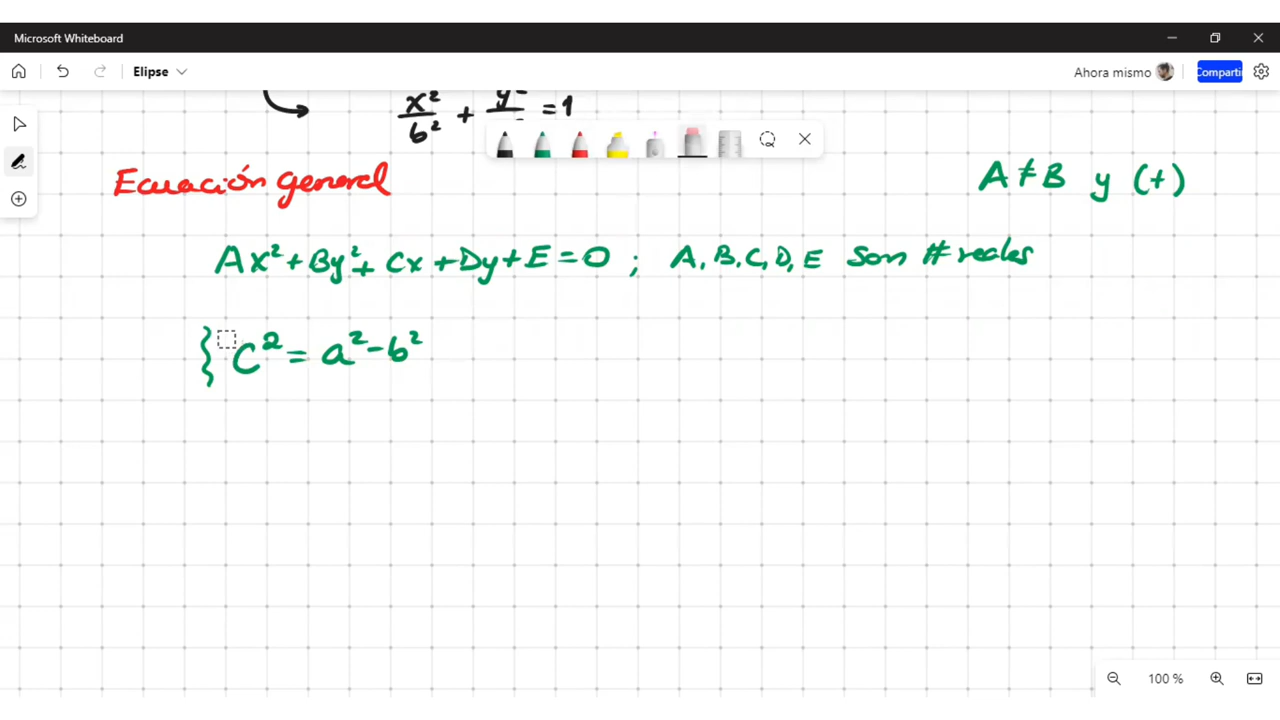 Microsoft Whiteboard
Elipse
Ahora mismo
Comparti
x²/b² + y²/ = 1
Ecuación general
A ≠ B y (+)
Ax² + By² + Cx + Dy + E = 0 ; A, B, C, D, E son # reales
C² = a² - b²
100 %